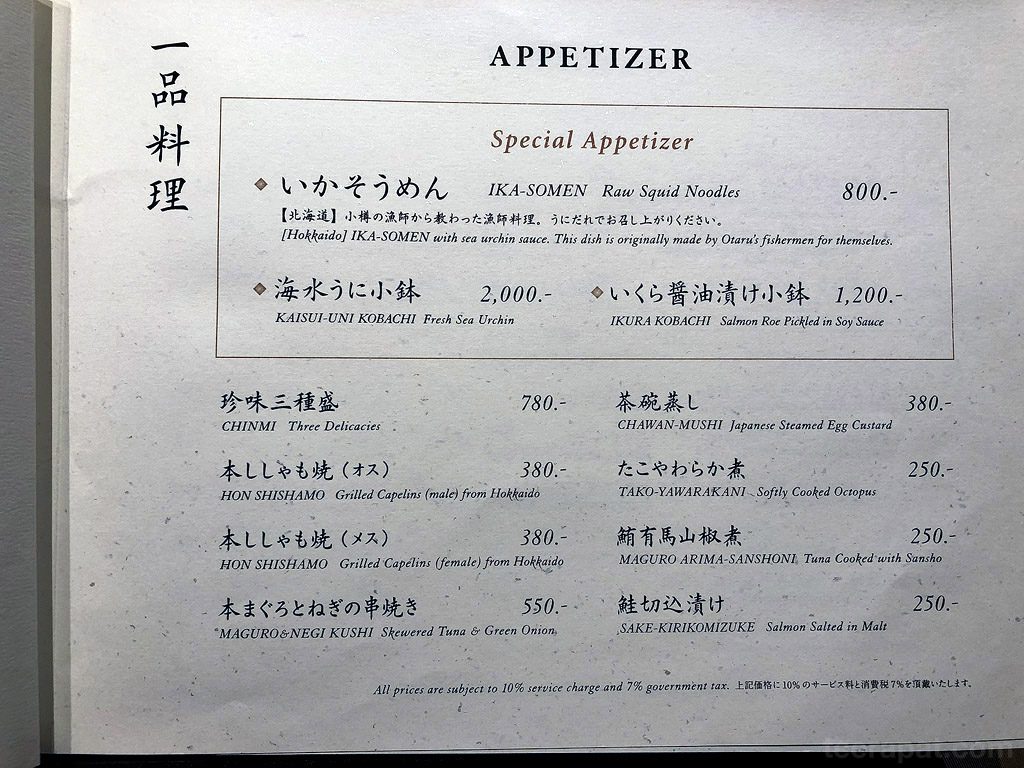 一品料理
APPETIZER
Special Appetizer
いかそうめん IKA-SOMEN Raw Squid Noodles 800.-
【北海道】小樽の漁師から教わった漁師料理。うにだれでお召し上がりください。
[Hokkaido] IKA-SOMEN with sea urchin sauce. This dish is originally made by Otaru's fishermen for themselves.
海水うに小鉢 2,000.-
KAISUI-UNI KOBACHI Fresh Sea Urchin
いくら醤油漬け小鉢 1,200.-
IKURA KOBACHI Salmon Roe Pickled in Soy Sauce
珍味三種盛 780.-
CHINMI Three Delicacies
本ししゃも焼（オス） 380.-
HON SHISHAMO Grilled Capelins (male) from Hokkaido
本ししゃも焼（メス） 380.-
HON SHISHAMO Grilled Capelins (female) from Hokkaido
本まぐろとねぎの串焼き 550.-
MAGURO&NEGI KUSHI Skewered Tuna & Green Onion
茶碗蒸し 380.-
CHAWAN-MUSHI Japanese Steamed Egg Custard
たこやわらか煮 250.-
TAKO-YAWARAKANI Softly Cooked Octopus
鮪有馬山椒煮 250.-
MAGURO ARIMA-SANSHONI Tuna Cooked with Sansho
鮭切込漬け 250.-
SAKE-KIRIKOMIZUKE Salmon Salted in Malt
All prices are subject to 10% service charge and 7% government tax. 上記価格に10%のサービス料と消費税7%を頂戴いたします。